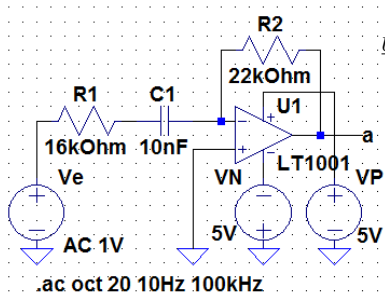 R2
22kOhm
R1
C1
U1
16kOhm
10nF
a
LT1001
Ve
VN
VP
AC 1V
5V
5V
.ac oct 20 10Hz 100kHz